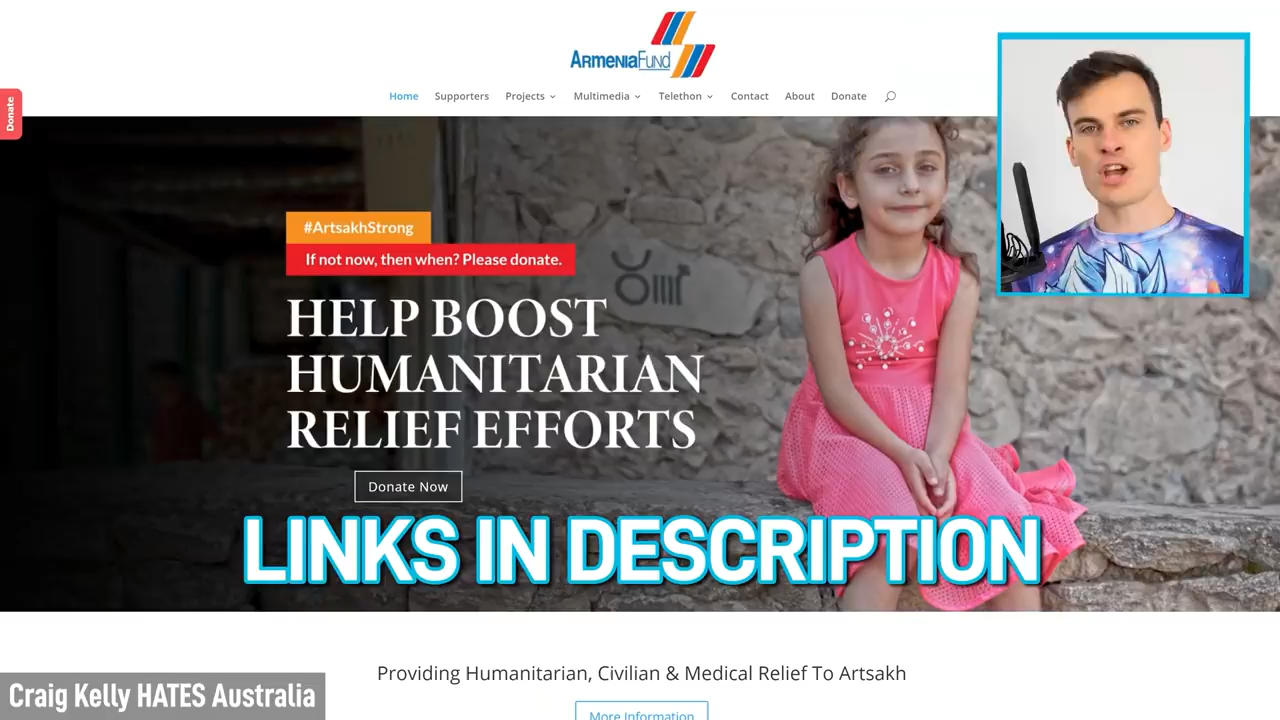 ARMENIAFUND
Home Supporters Projects Multimedia Telethon Contact About Donate
Donate
#ArtsakhStrong
If not now, then when? Please donate.
HELP BOOST
HUMANITARIAN
RELIEF EFFORTS
Donate Now
LINKS IN DESCRIPTION
Providing Humanitarian, Civilian & Medical Relief To Artsakh
Craig Kelly HATES Australia
More Information